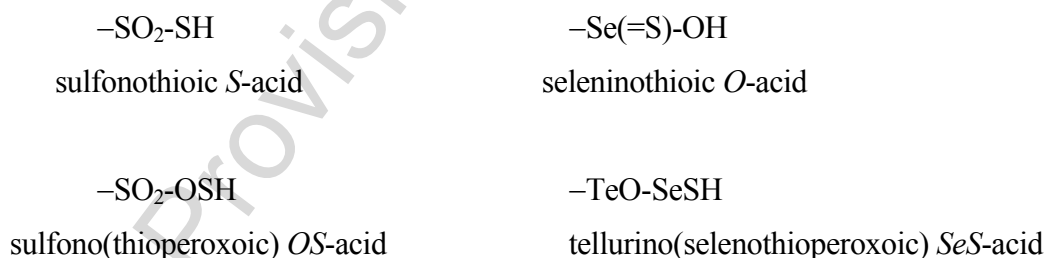 –SO₂-SH –Se(=S)-OH
sulfonothioic S-acid seleninothioic O-acid
–SO₂-OSH –TeO-SeSH
sulfono(thioperoxoic) OS-acid tellurino(selenothioperoxoic) SeS-acid
Provis